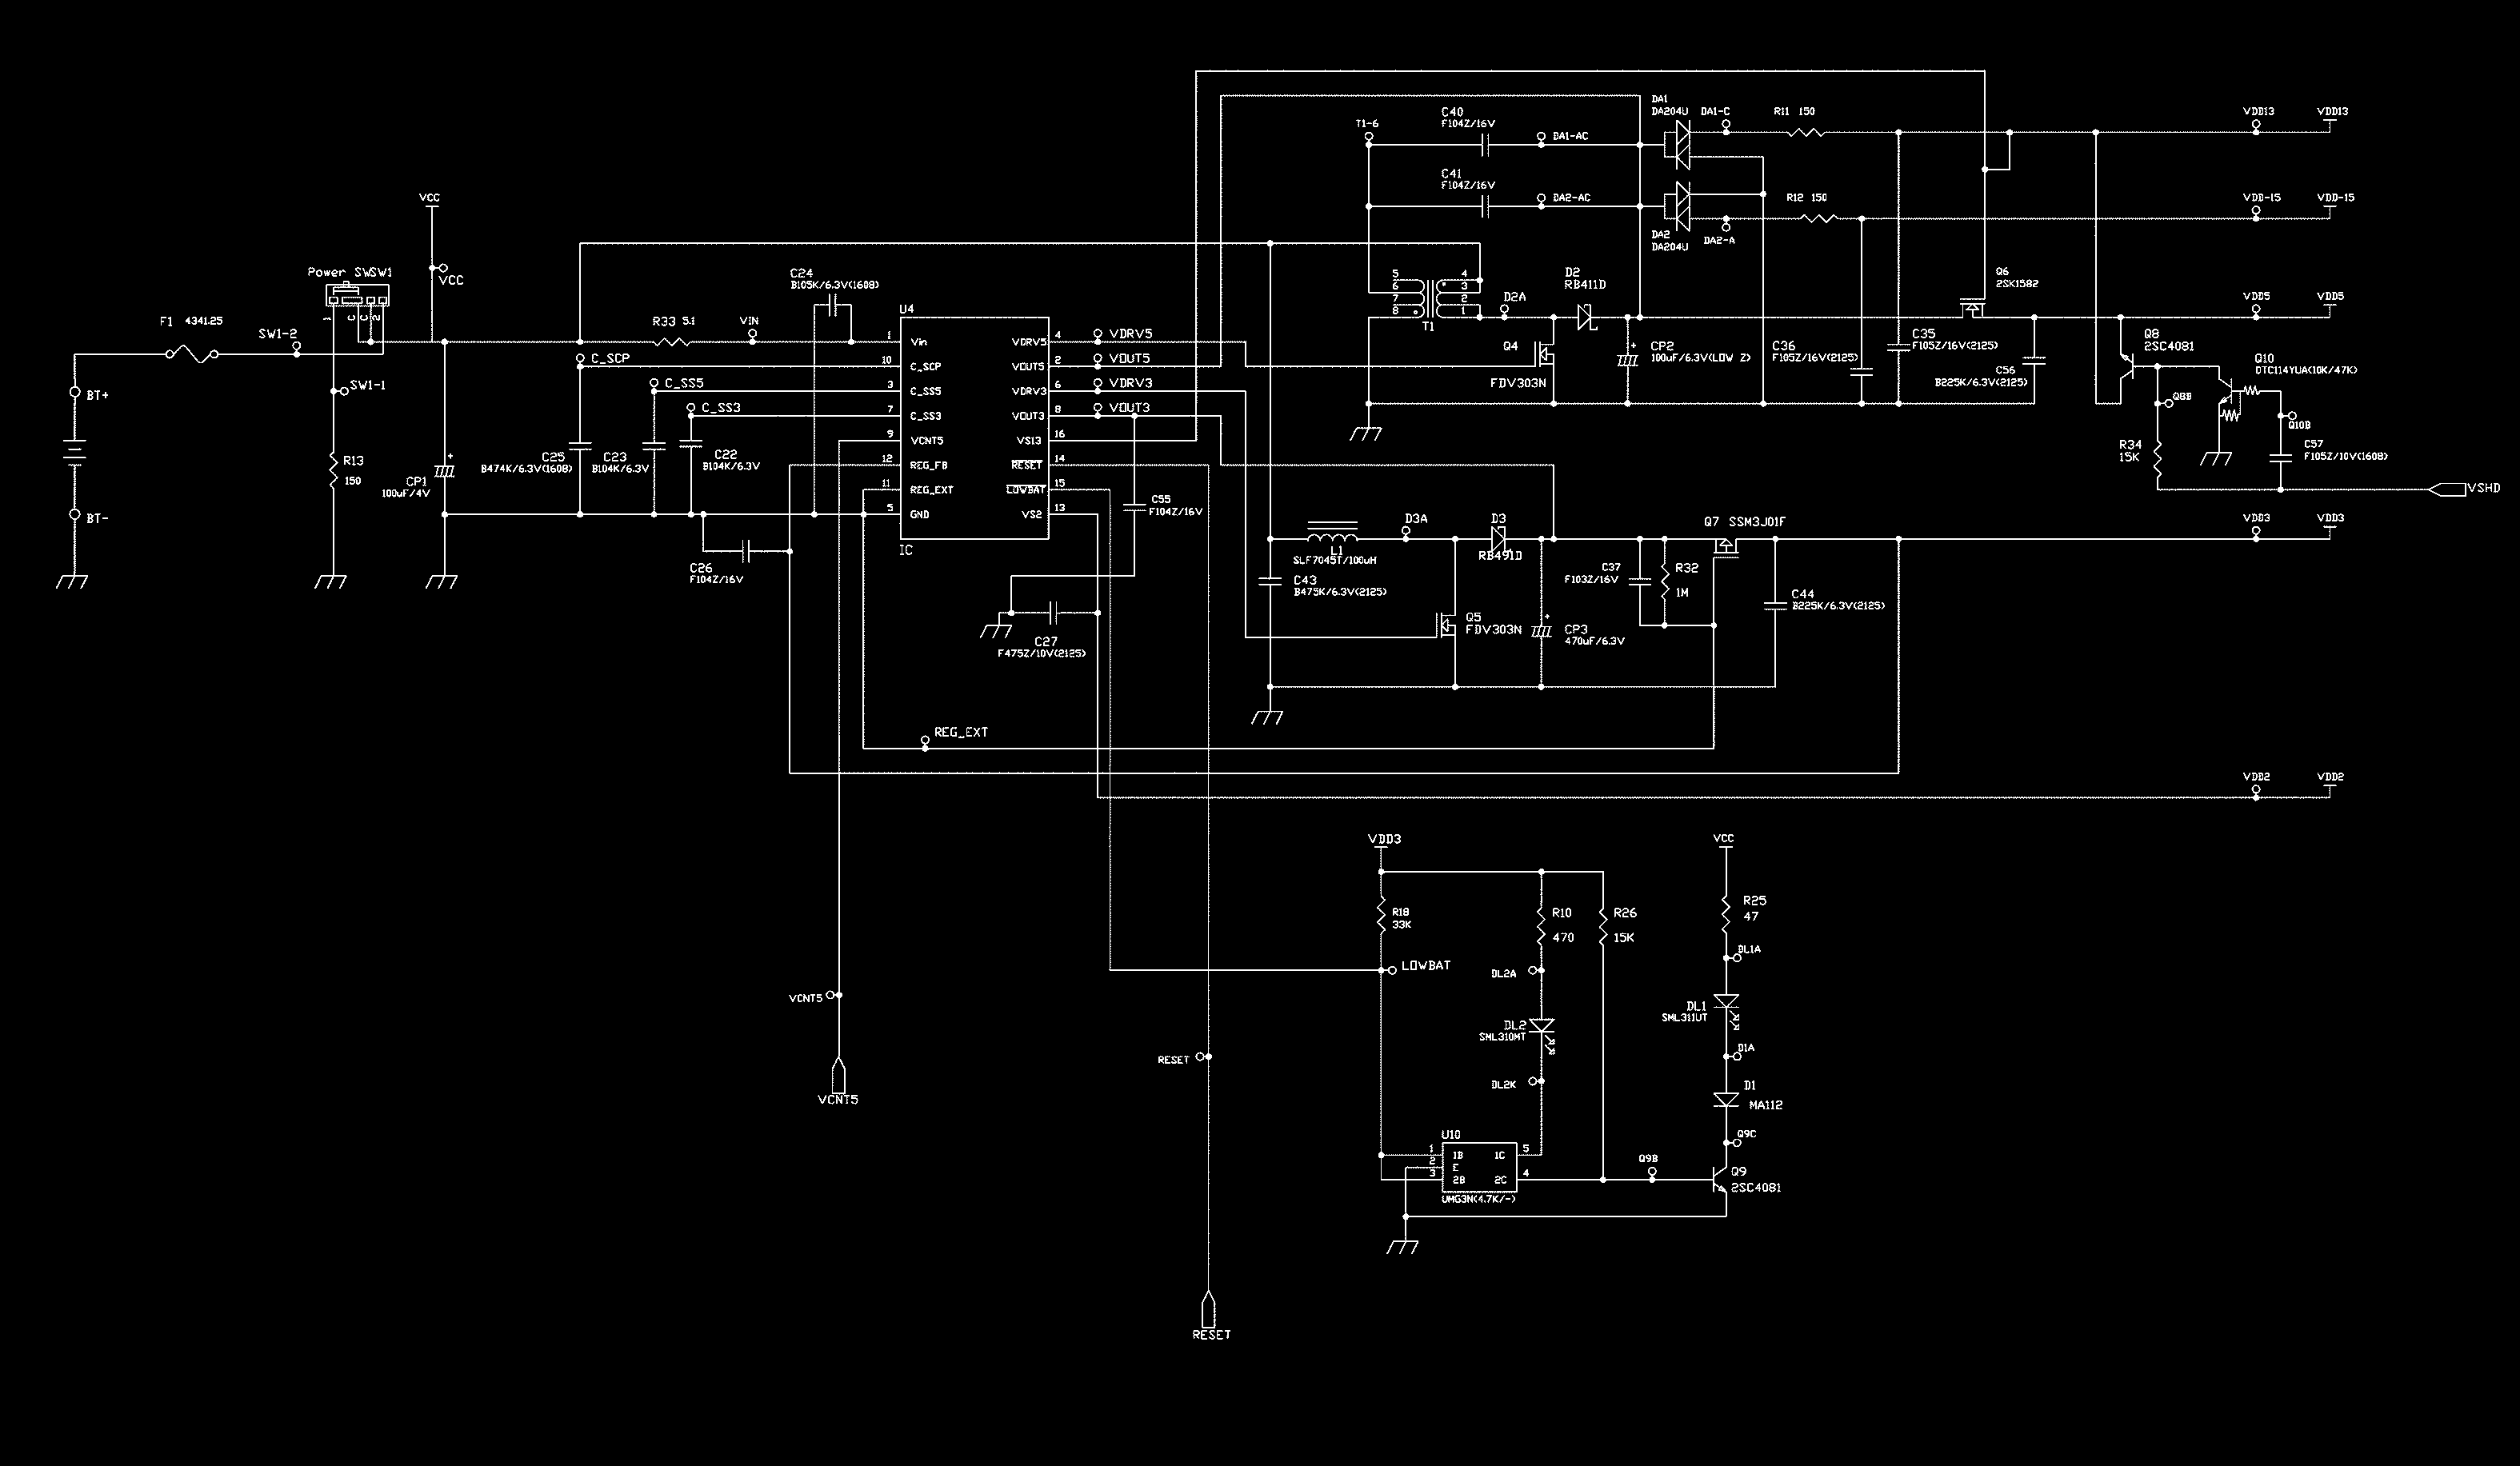 C40
F104Z/16V
T1-6
DA1-AC
DA1
DA204U
DA1-C
R11 150
VDD13
VDD13
C41
F104Z/16V
DA2-AC
R12 150
VDD-15
VDD-15
DA2
DA204U
DA2-A
VCC
VCC
Power SWSW1
1
C
C
2
F1 4341.25
SW1-2
SW1-1
BT+
BT-
R13
150
CP1
100uF/4V
+
R33 5.1
VIN
C24
B105K/6.3V(1608)
C_SCP
C_SS5
C_SS3
C25
B474K/6.3V(1608)
C23
B104K/6.3V
C22
B104K/6.3V
C26
F104Z/16V
U4
1
Vin
10
C_SCP
3
C_SS5
7
C_SS3
9
VCNT5
12
REG_FB
11
REG_EXT
5
GND
VDRV5
4
VOUT5
2
VDRV3
6
VOUT3
8
VS13
16
RESET
14
LOWBAT
15
VS2
13
IC
VDRV5
VOUT5
VDRV3
VOUT3
C55
F104Z/16V
C27
F475Z/10V(2125)
5
6
7
8
4
3
2
1
T1
D2A
D2
RB411D
Q4
FDV303N
+
CP2
100uF/6.3V(LOW Z)
C36
F105Z/16V(2125)
C35
F105Z/16V(2125)
Q6
2SK1582
C56
B225K/6.3V(2125)
VDD5
VDD5
Q8
2SC4081
Q10
DTC114YUA(10K/47K)
Q8B
Q10B
R34
15K
C57
F105Z/10V(1608)
VSHD
L1
SLF7045T/100uH
D3A
D3
RB491D
Q7 SSM3J01F
VDD3
VDD3
C43
B475K/6.3V(2125)
Q5
FDV303N
+
CP3
470uF/6.3V
C37
F103Z/16V
R32
1M
C44
B225K/6.3V(2125)
REG_EXT
VDD2
VDD2
VDD3
VCC
R18
33K
R10
470
R26
15K
R25
47
LOWBAT
DL2A
DL1A
DL2
SML310MT
DL1
SML311UT
DL2K
D1A
D1
MA112
VCNT5
VCNT5
RESET
RESET
U10
1
1B
2
E
3
2B
1C
5
2C
4
UMG3N(4.7K/-)
Q9B
Q9C
Q9
2SC4081